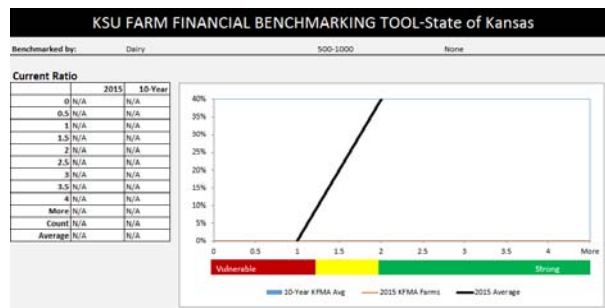 KSU FARM FINANCIAL BENCHMARKING TOOL-State of Kansas
Benchmarked by: Dairy 500-1000 None
Current Ratio
2015 10-Year
0 N/A N/A
0.5 N/A N/A
1 N/A N/A
1.5 N/A N/A
2 N/A N/A
2.5 N/A N/A
3 N/A N/A
3.5 N/A N/A
4 N/A N/A
More N/A N/A
Count N/A N/A
Average N/A N/A
40%
35%
30%
25%
20%
15%
10%
5%
0%
0 0.5 1 1.5 2 2.5 3 3.5 4 More
Vulnerable Strong
10-Year KFMA Avg 2015 KFMA Farms 2015 Average